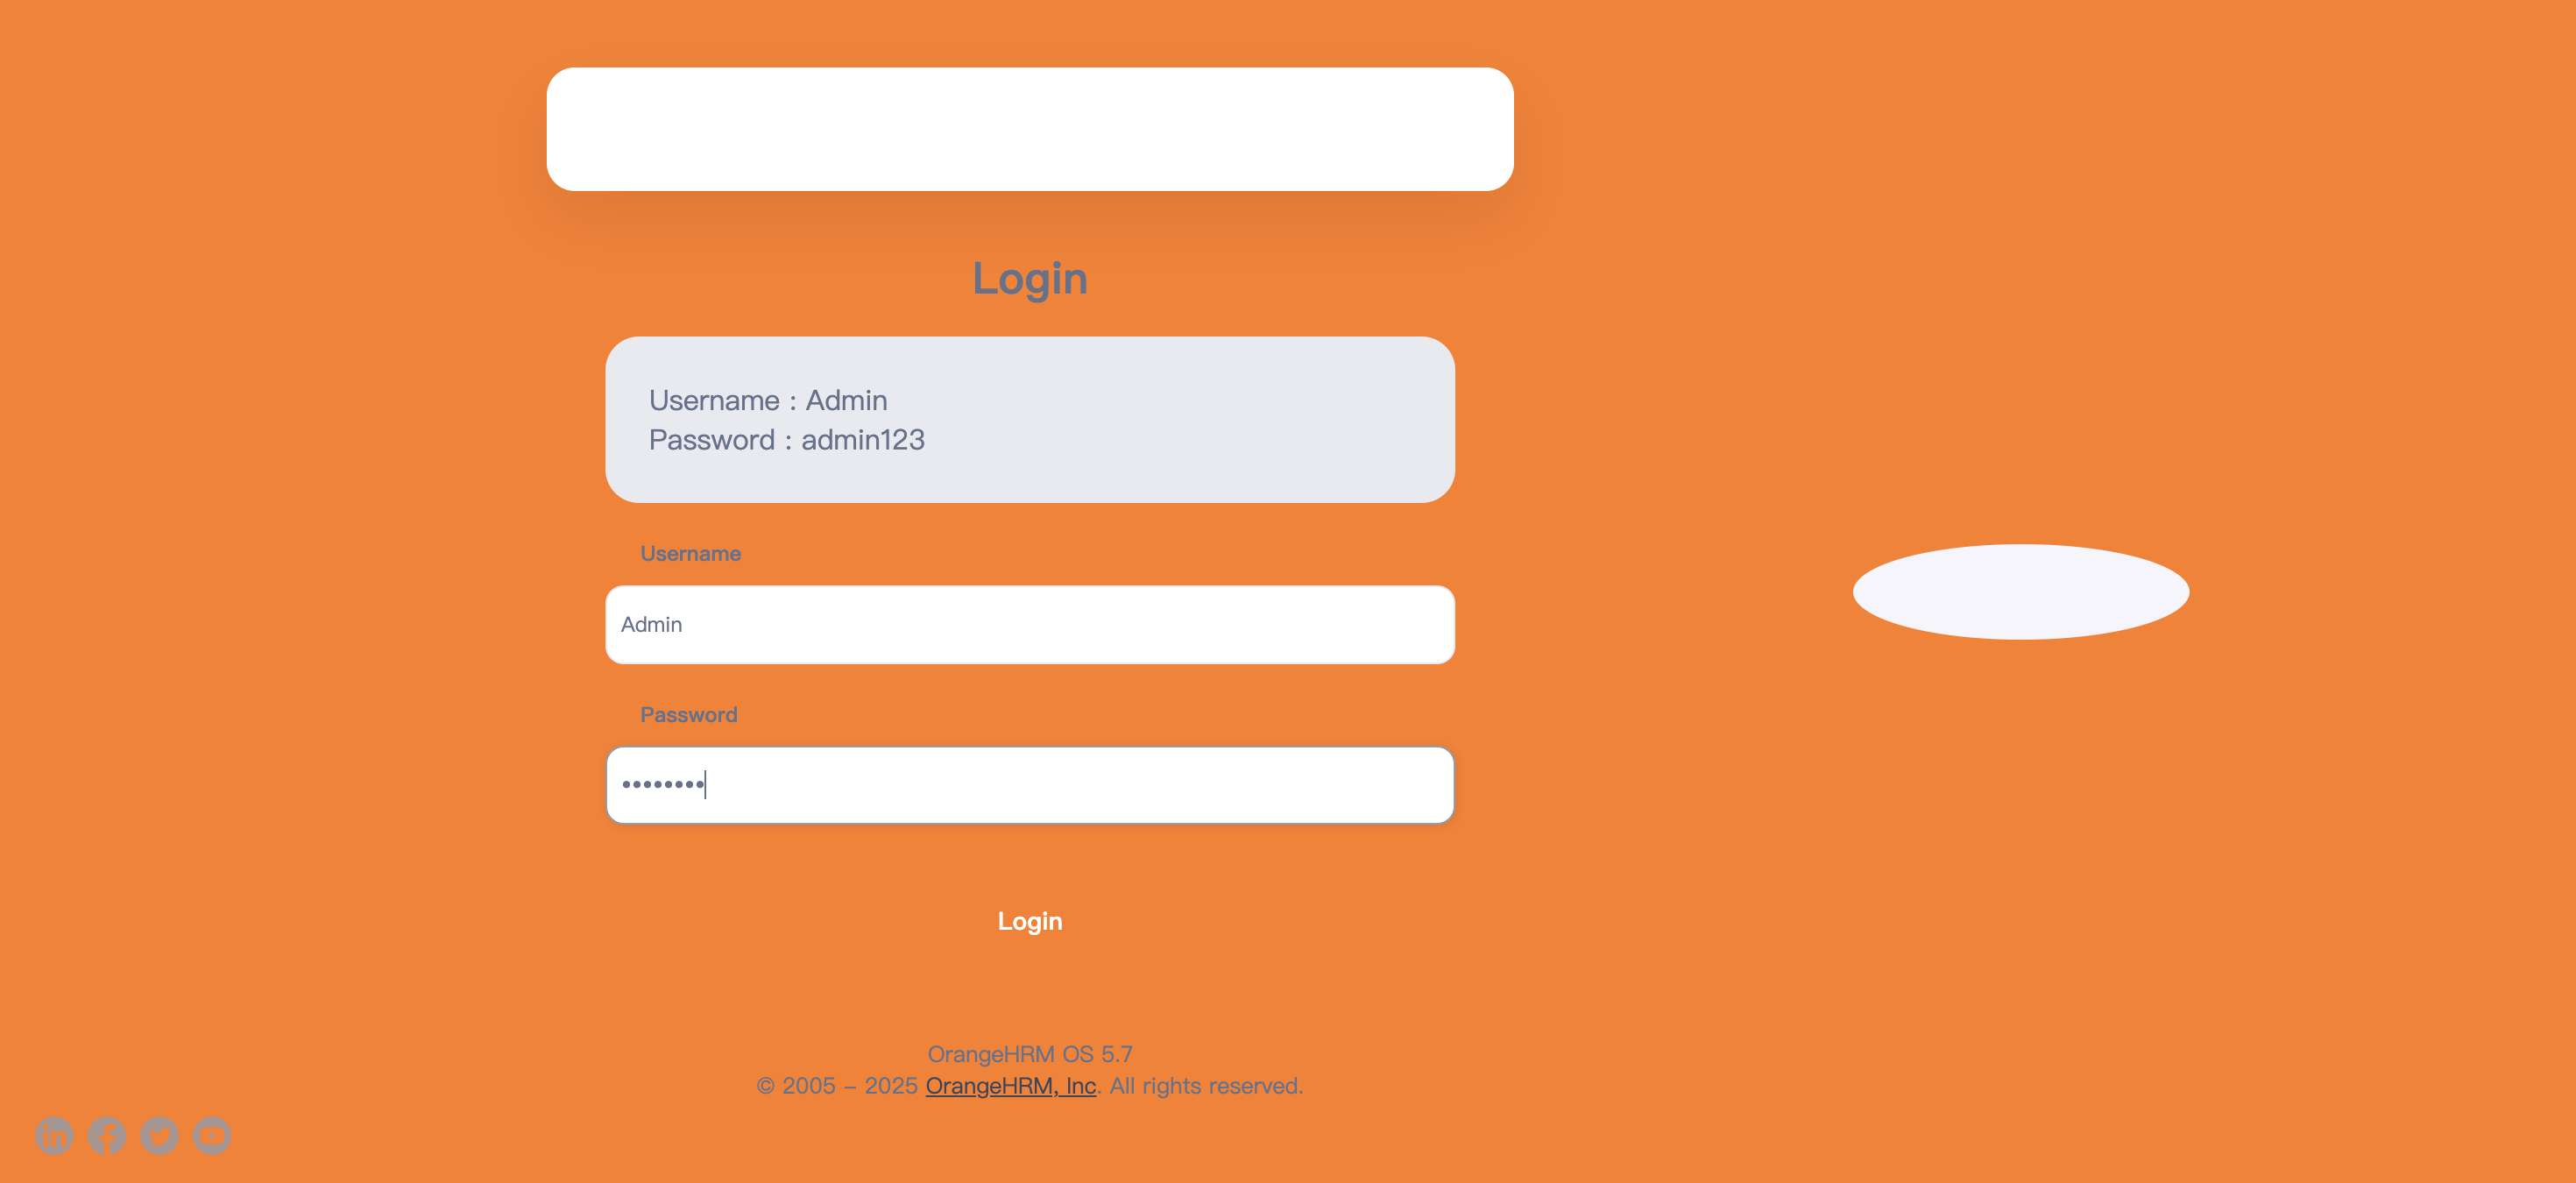 Login
Username : Admin
Password : admin123
Username
Admin
Password
••••••••
Login
OrangeHRM OS 5.7
© 2005 – 2025 OrangeHRM, Inc. All rights reserved.